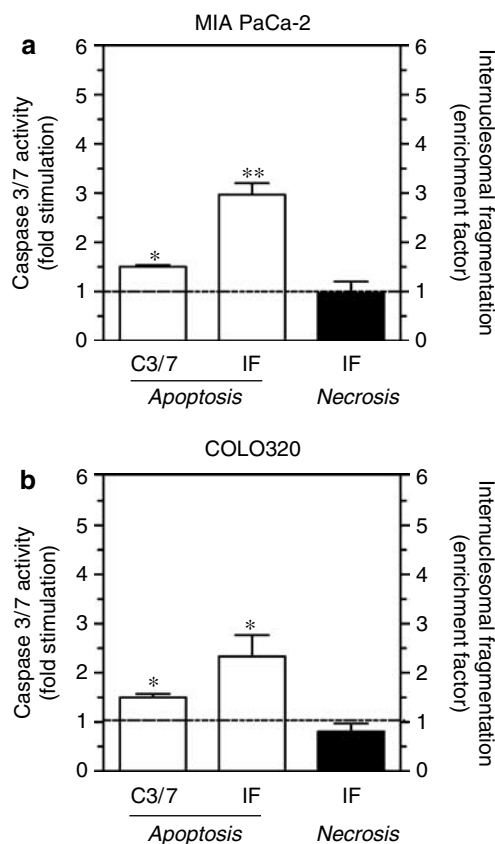 MIA PaCa-2
a
Caspase 3/7 activity
(fold stimulation)
6
5
4
3
2
1
0
*
**
6
5
4
3
2
1
0
Internuclesomal fragmentation
(enrichment factor)
C3/7 IF IF
Apoptosis Necrosis
COLO320
b
Caspase 3/7 activity
(fold stimulation)
6
5
4
3
2
1
0
*
*
6
5
4
3
2
1
0
Internuclesomal fragmentation
(enrichment factor)
C3/7 IF IF
Apoptosis Necrosis